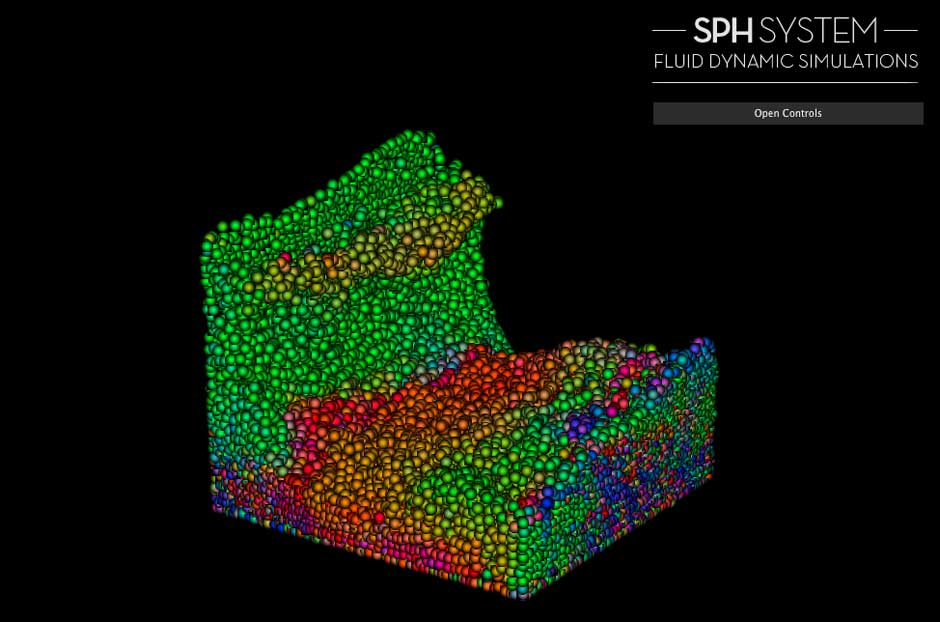 SPH SYSTEM
FLUID DYNAMIC SIMULATIONS
Open Controls